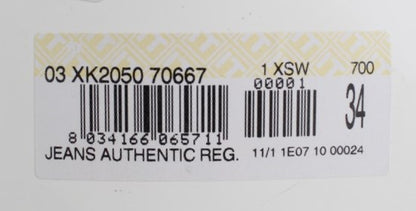 03 XK2050 70667 1 XSW 700
00001
34
8 034166 065711
JEANS AUTHENTIC REG. 11/1 1E07 10 00024